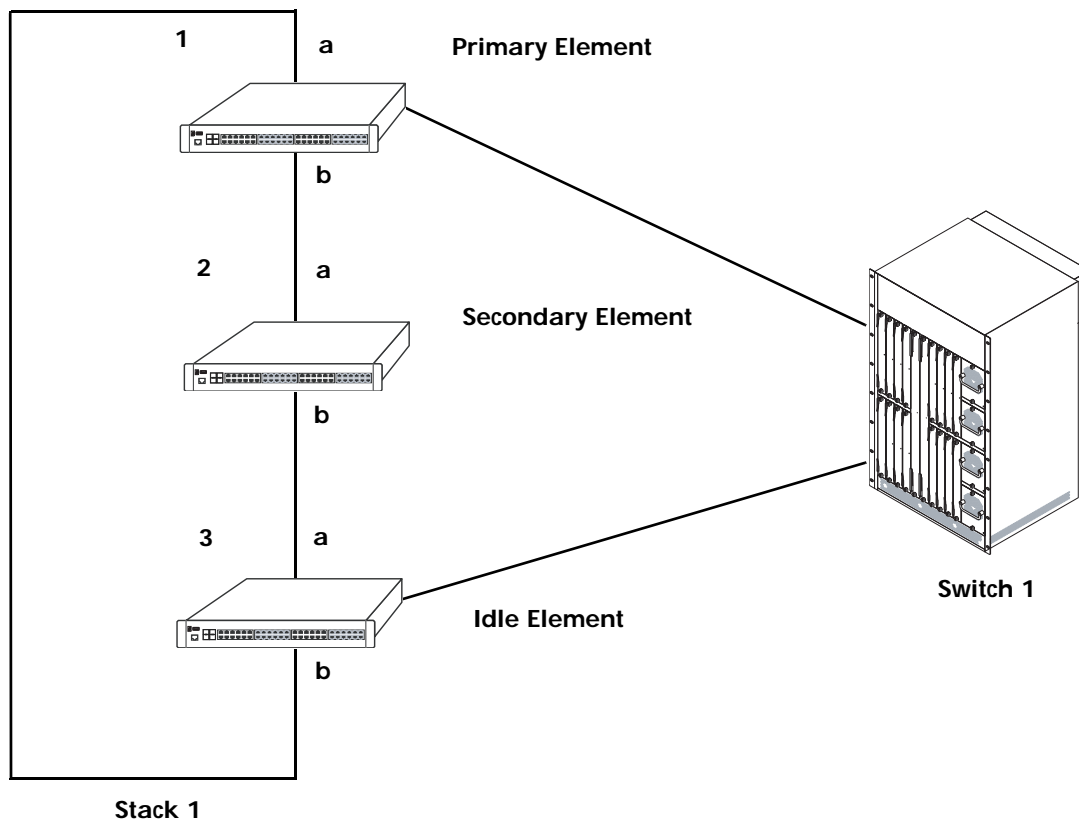 1
a
Primary Element
b
2
a
Secondary Element
b
3
a
Switch 1
Idle Element
b
Stack 1